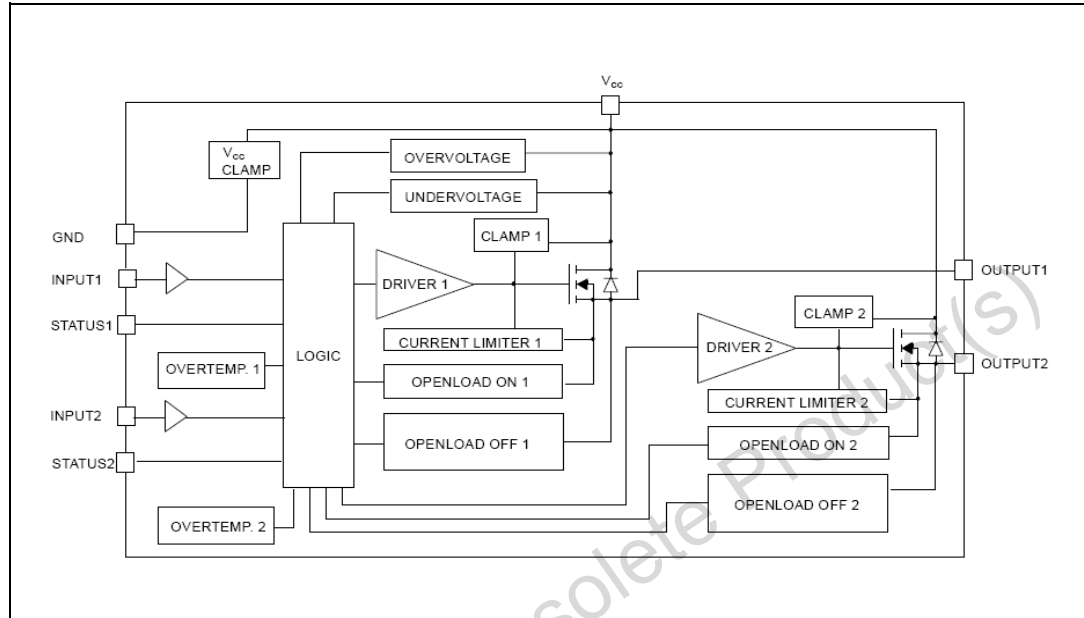 Vcc
Vcc
CLAMP
OVERVOLTAGE
UNDERVOLTAGE
GND
CLAMP 1
INPUT1
DRIVER 1
OUTPUT1
STATUS1
LOGIC
CURRENT LIMITER 1
CLAMP 2
DRIVER 2
OUTPUT2
OVERTEMP. 1
OPENLOAD ON 1
CURRENT LIMITER 2
INPUT2
OPENLOAD OFF 1
OPENLOAD ON 2
STATUS2
OPENLOAD OFF 2
OVERTEMP. 2
solete Product(s)